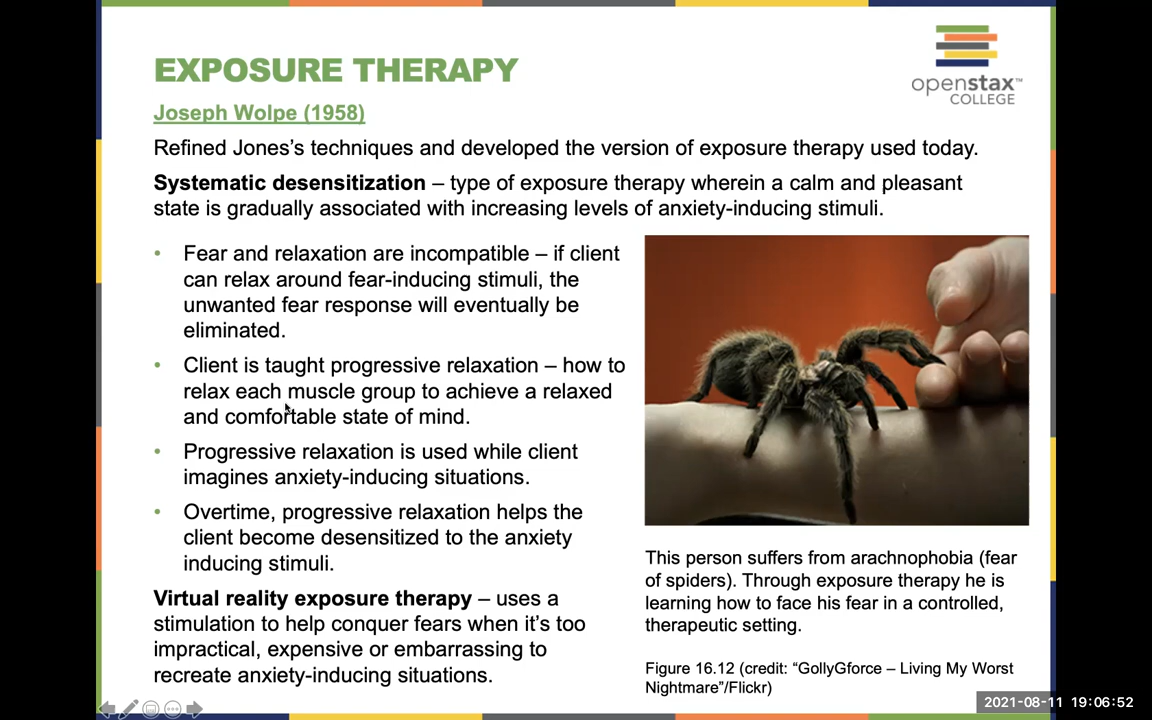 EXPOSURE THERAPY
openstax™
COLLEGE
Joseph Wolpe (1958)
Refined Jones’s techniques and developed the version of exposure therapy used today.
Systematic desensitization – type of exposure therapy wherein a calm and pleasant
state is gradually associated with increasing levels of anxiety-inducing stimuli.
• Fear and relaxation are incompatible – if client
can relax around fear-inducing stimuli, the
unwanted fear response will eventually be
eliminated.
• Client is taught progressive relaxation – how to
relax each muscle group to achieve a relaxed
and comfortable state of mind.
• Progressive relaxation is used while client
imagines anxiety-inducing situations.
• Overtime, progressive relaxation helps the
client become desensitized to the anxiety
inducing stimuli.
Virtual reality exposure therapy – uses a
stimulation to help conquer fears when it’s too
impractical, expensive or embarrassing to
recreate anxiety-inducing situations.
This person suffers from arachnophobia (fear
of spiders). Through exposure therapy he is
learning how to face his fear in a controlled,
therapeutic setting.
Figure 16.12 (credit: “GollyGforce – Living My Worst
Nightmare”/Flickr)
2021-08-11 19:06:52